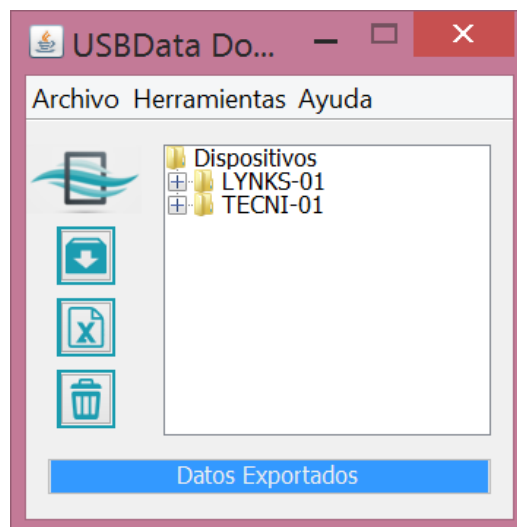 USBData Do...
Archivo Herramientas Ayuda
Dispositivos
LYNKS-01
TECNI-01
Datos Exportados